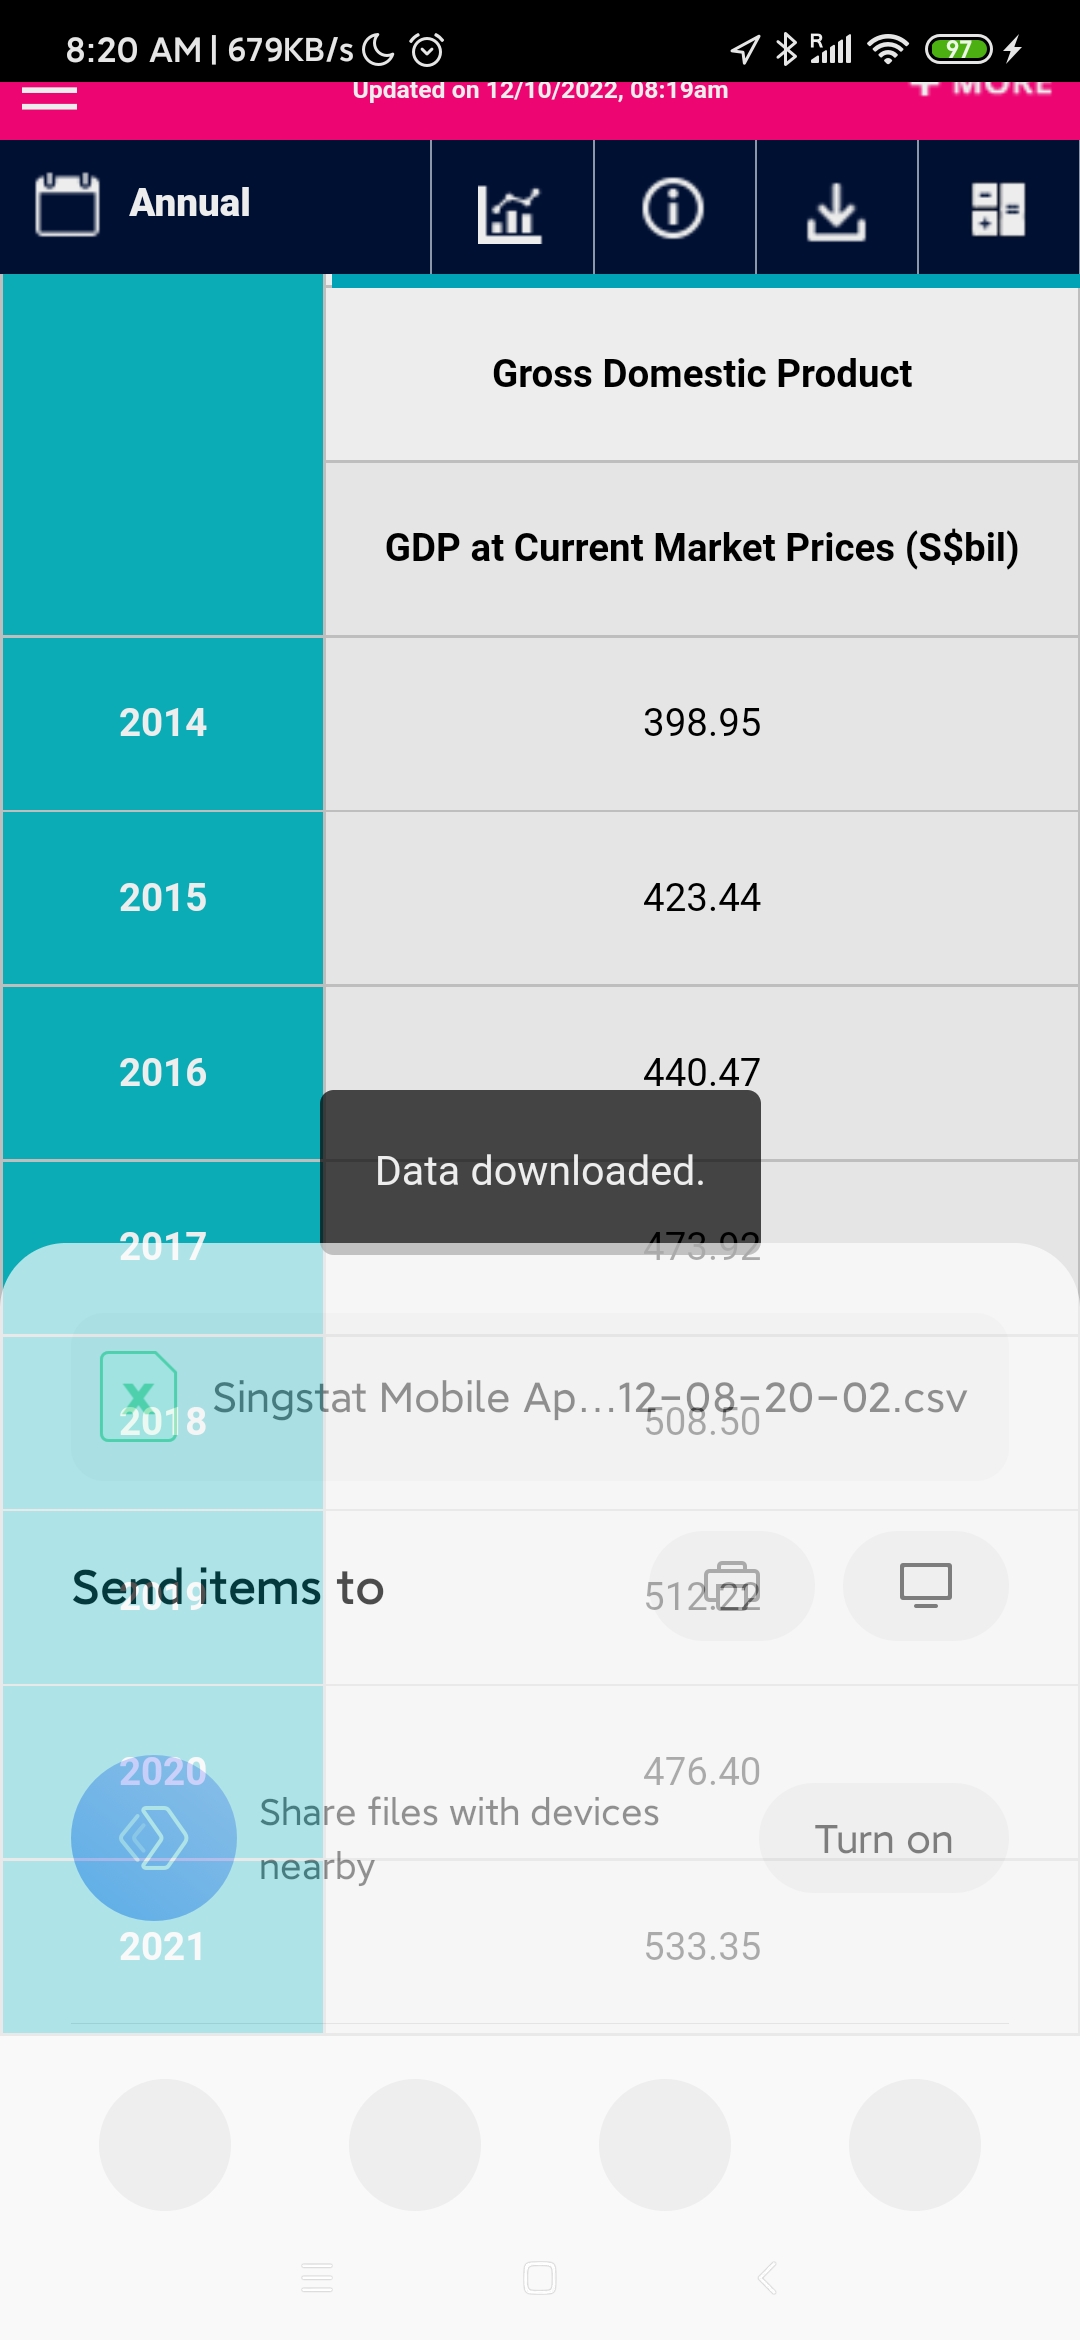 8:20 AM | 679KB/s
R
97
Updated on 12/10/2022, 08:19am
+ MORE
Annual
Gross Domestic Product
GDP at Current Market Prices (S$bil)
2014 398.95
2015 423.44
2016 440.47
Data downloaded.
2017 473.92
Singstat Mobile Ap...12-08-20-02.csv
2018 508.50
Send items to
2019 512.22
2020 476.40
Share files with devices
nearby
Turn on
2021 533.35